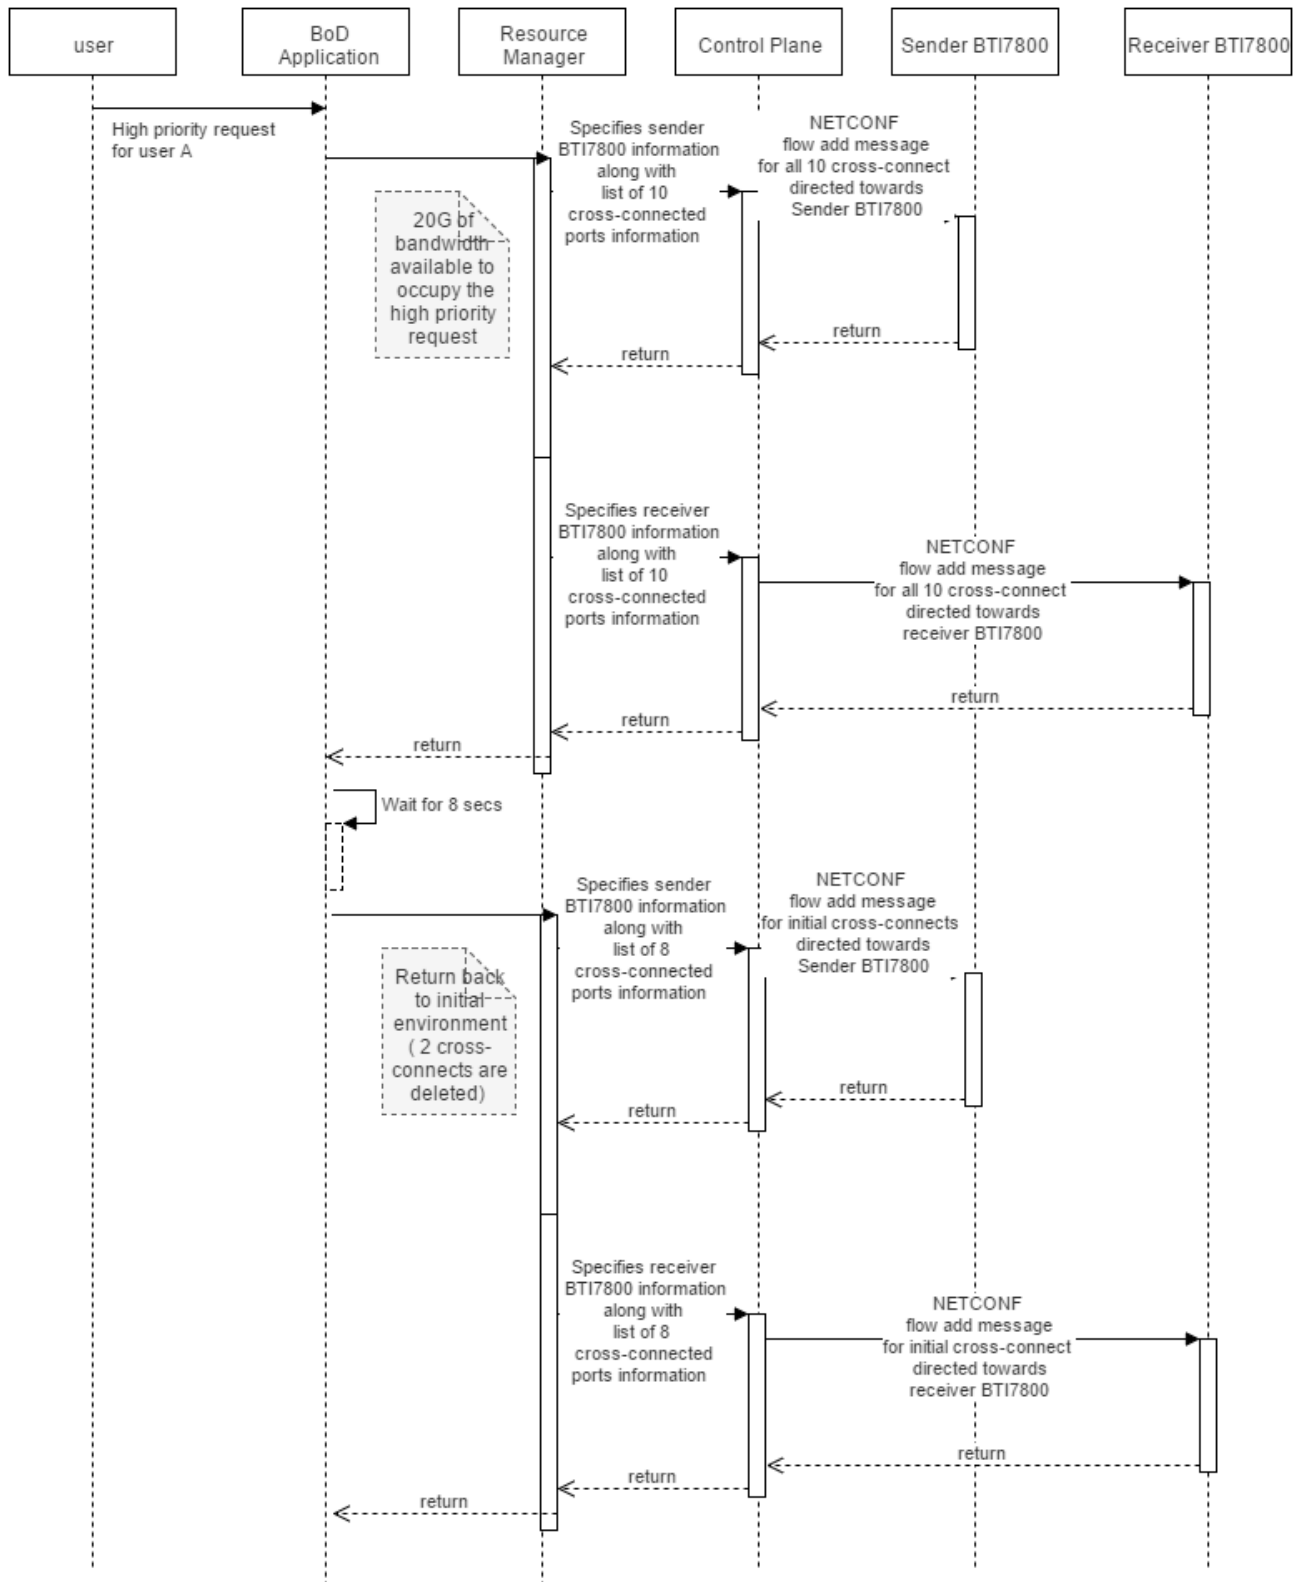 user
BoD
Application
Resource
Manager
Control Plane
Sender BTI7800
Receiver BTI7800
High priority request
for user A
Specifies sender
BTI7800 information
along with
list of 10
cross-connected
ports information
NETCONF
flow add message
for all 10 cross-connect
directed towards
Sender BTI7800
20G of
bandwidth
available to
occupy the
high priority
request
return
return
Specifies receiver
BTI7800 information
along with
list of 10
cross-connected
ports information
NETCONF
flow add message
for all 10 cross-connect
directed towards
receiver BTI7800
return
return
return
Wait for 8 secs
Specifies sender
BTI7800 information
along with
list of 8
cross-connected
ports information
NETCONF
flow add message
for initial cross-connects
directed towards
Sender BTI7800
Return back
to initial
environment
( 2 cross-
connects are
deleted)
return
return
Specifies receiver
BTI7800 information
along with
list of 8
cross-connected
ports information
NETCONF
flow add message
for initial cross-connect
directed towards
receiver BTI7800
return
return
return